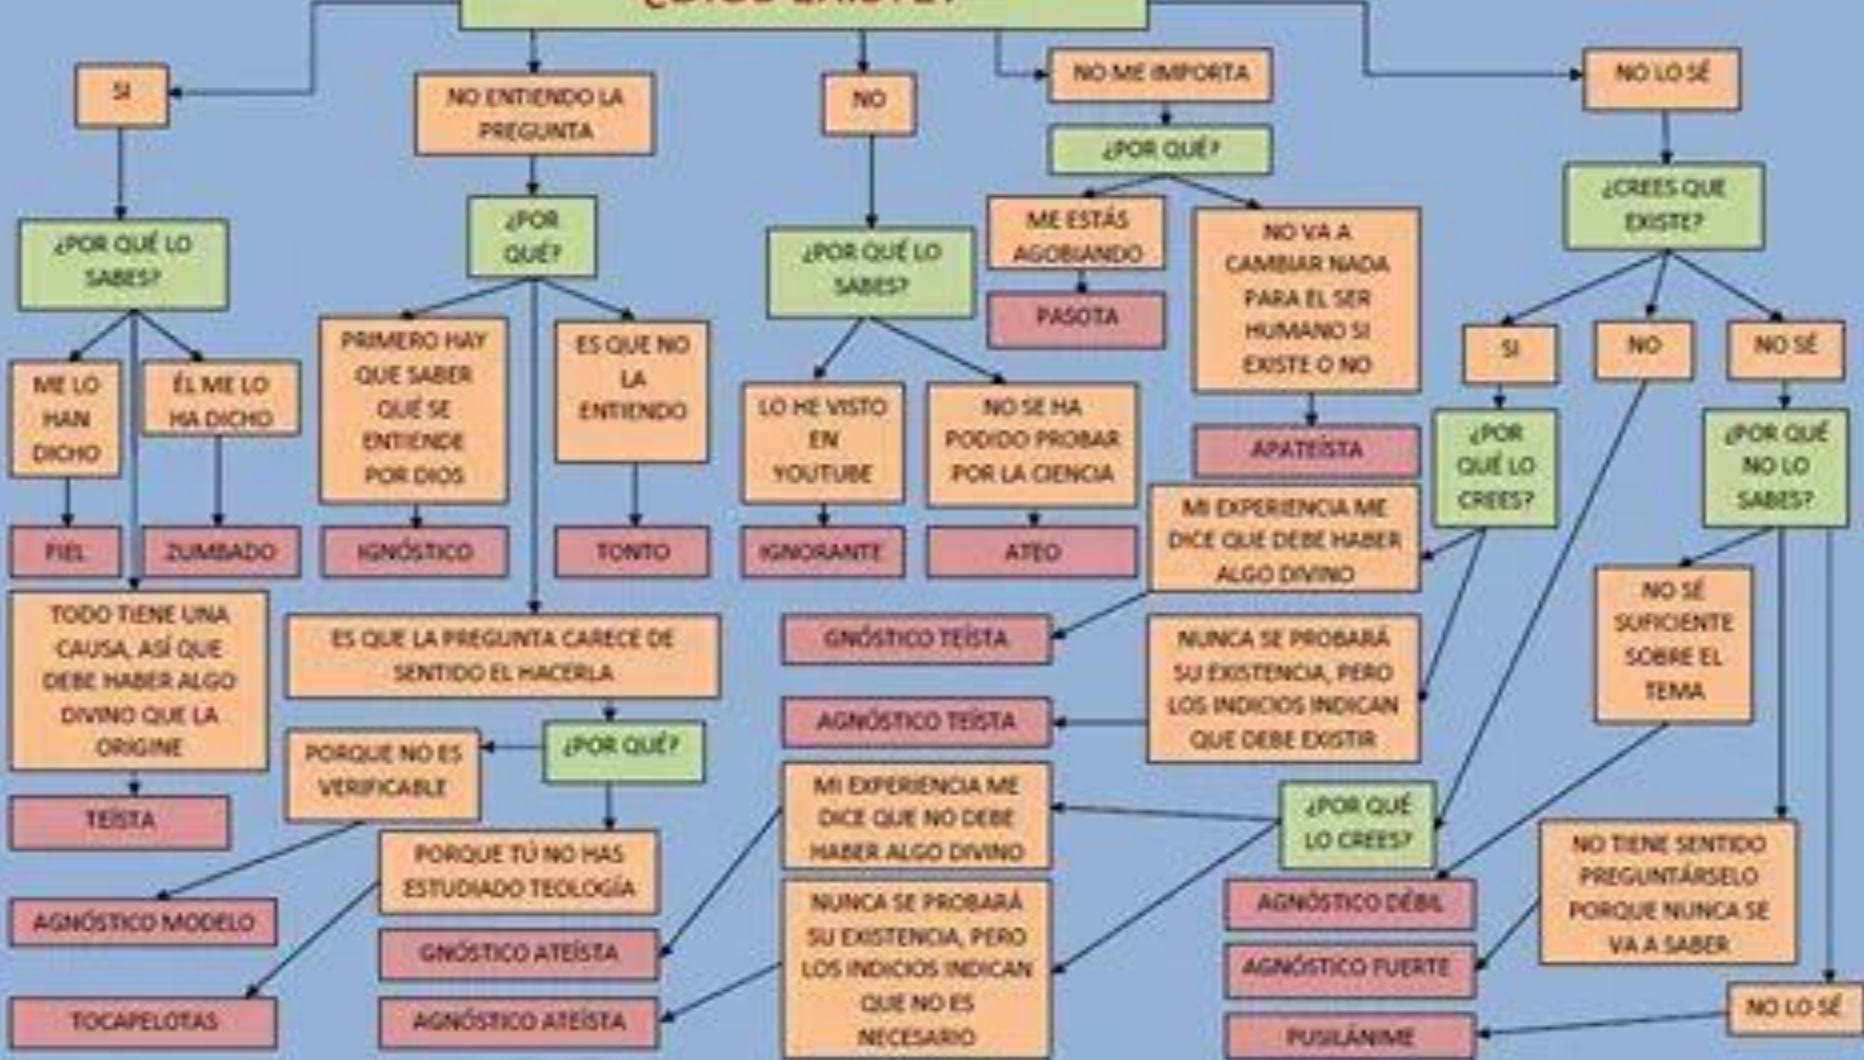 SI
NO ENTIENDO LA
PREGUNTA
NO
NO ME IMPORTA
NO LO SÉ
¿POR QUÉ?
¿POR QUÉ LO
SABES?
¿POR
QUÉ?
¿POR QUÉ LO
SABES?
ME ESTÁS
AGOBIANDO
PASOTA
NO VA A
CAMBIAR NADA
PARA EL SER
HUMANO SI
EXISTE O NO
APATEÍSTA
¿CREES QUE
EXISTE?
SI
NO
NO SÉ
ME LO
HAN
DICHO
ÉL ME LO
HA DICHO
PRIMERO HAY
QUE SABER
QUÉ SE
ENTIENDE
POR DIOS
ES QUE NO
LA
ENTIENDO
LO HE VISTO
EN
YOUTUBE
NO SE HA
PODIDO PROBAR
POR LA CIENCIA
¿POR
QUÉ LO
CREES?
¿POR QUÉ
NO LO
SABES?
FIEL
ZUMBADO
IGNÓSTICO
TONTO
IGNORANTE
ATEO
MI EXPERIENCIA ME
DICE QUE DEBE HABER
ALGO DIVINO
NO SÉ
SUFICIENTE
SOBRE EL
TEMA
TODO TIENE UNA
CAUSA, ASÍ QUE
DEBE HABER ALGO
DIVINO QUE LA
ORIGINE
TEÍSTA
ES QUE LA PREGUNTA CARECE DE
SENTIDO EL HACERLA
GNÓSTICO TEÍSTA
NUNCA SE PROBARÁ
SU EXISTENCIA, PERO
LOS INDICIOS INDICAN
QUE DEBE EXISTIR
AGNÓSTICO TEÍSTA
PORQUE NO ES
VERIFICABLE
¿POR QUÉ?
MI EXPERIENCIA ME
DICE QUE NO DEBE
HABER ALGO DIVINO
¿POR QUÉ
LO CREES?
PORQUE TÚ NO HAS
ESTUDIADO TEOLOGÍA
NO TIENE SENTIDO
PREGUNTÁRSELO
PORQUE NUNCA SE
VA A SABER
AGNÓSTICO MODELO
GNÓSTICO ATEÍSTA
NUNCA SE PROBARÁ
SU EXISTENCIA, PERO
LOS INDICIOS INDICAN
QUE NO ES
NECESARIO
AGNÓSTICO DÉBIL
AGNÓSTICO FUERTE
TOCAPELOTAS
AGNÓSTICO ATEÍSTA
NO LO SÉ
PUSILÁNIME